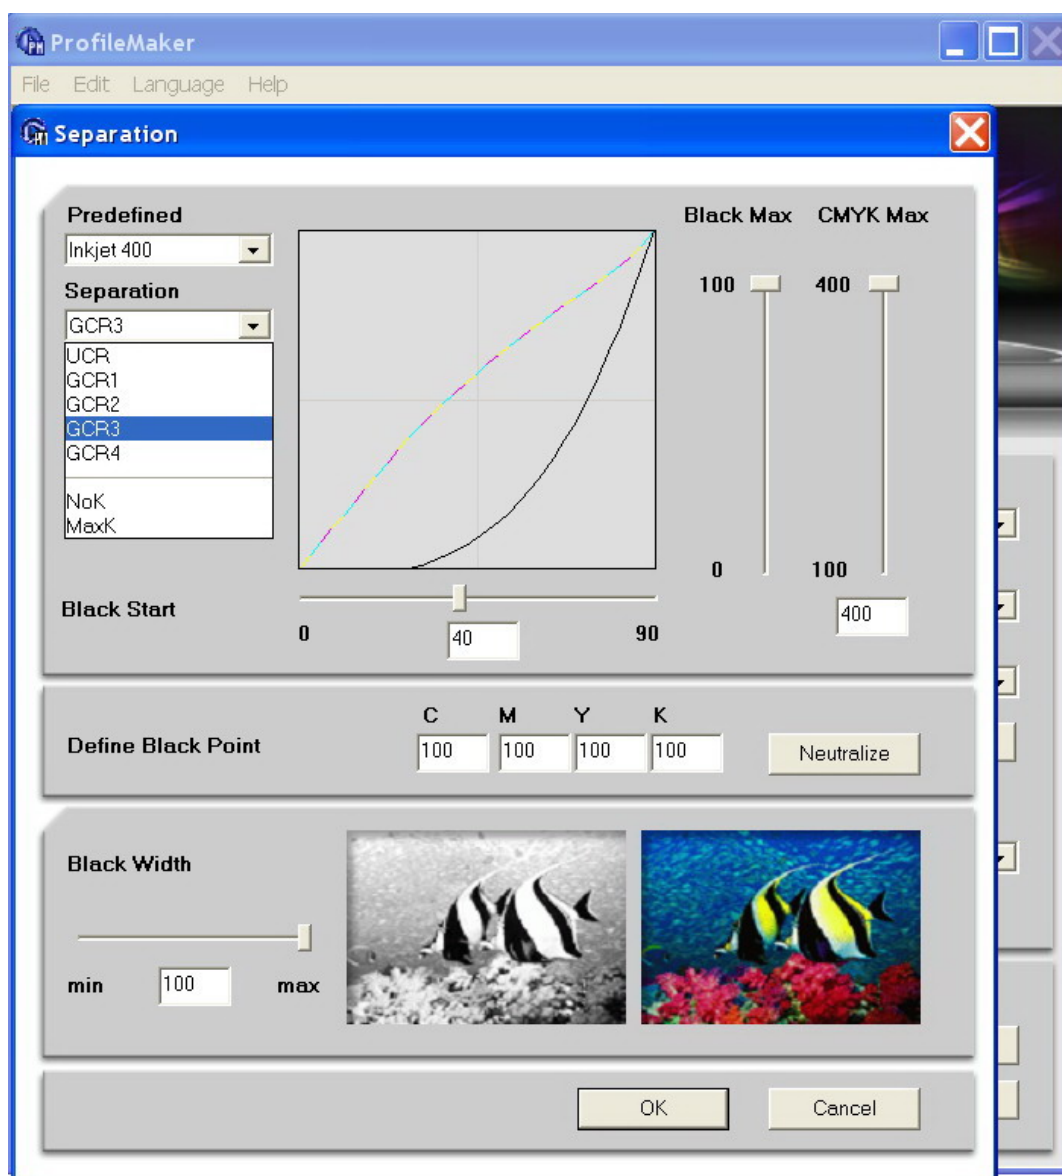 ProfileMaker
File Edit Language Help
Separation
Predefined
Inkjet 400
Separation
GCR3
UCR
GCR1
GCR2
GCR3
GCR4
NoK
MaxK
Black Max CMYK Max
100 400
0 100
400
Black Start
0 90
40
C M Y K
Define Black Point 100 100 100 100 Neutralize
Black Width
min 100 max
OK Cancel